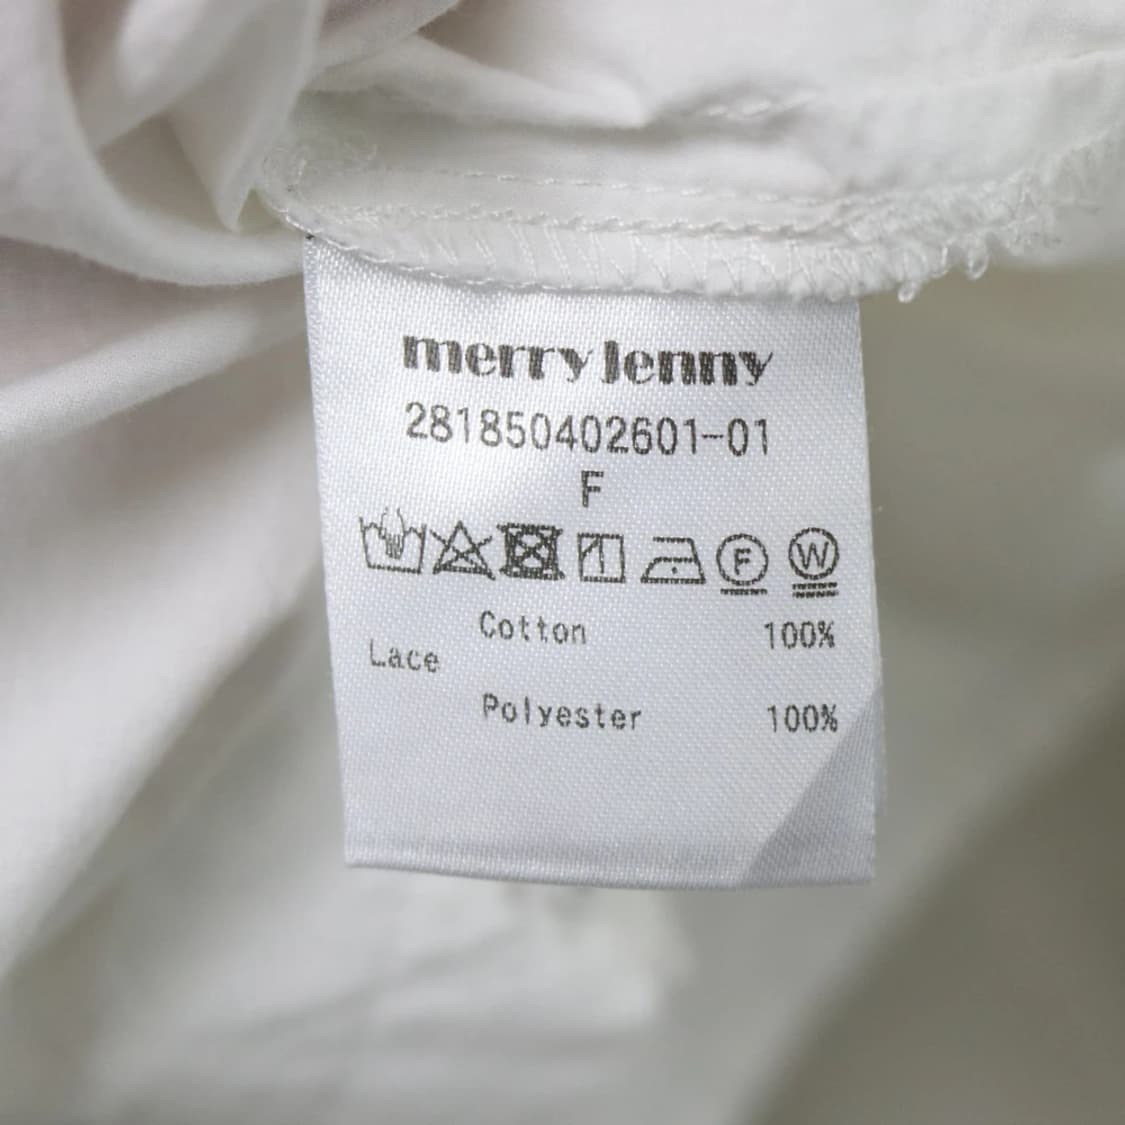 merry jenny
281850402601-01
F
F W
Cotton 100%
Lace
Polyester 100%